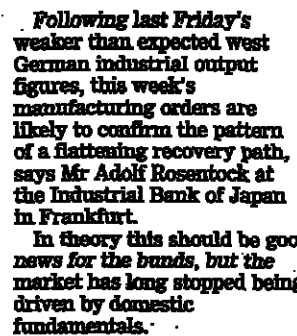 Following last Friday's
weaker than expected west
German industrial output
figures, this week's
manufacturing orders are
likely to confirm the pattern
of a flattening recovery path,
says Mr Adolf Rosentock at
the Industrial Bank of Japan
in Frankfurt.
In theory this should be goo
news for the bunds, but the
market has long stopped being
driven by domestic
fundamentals.